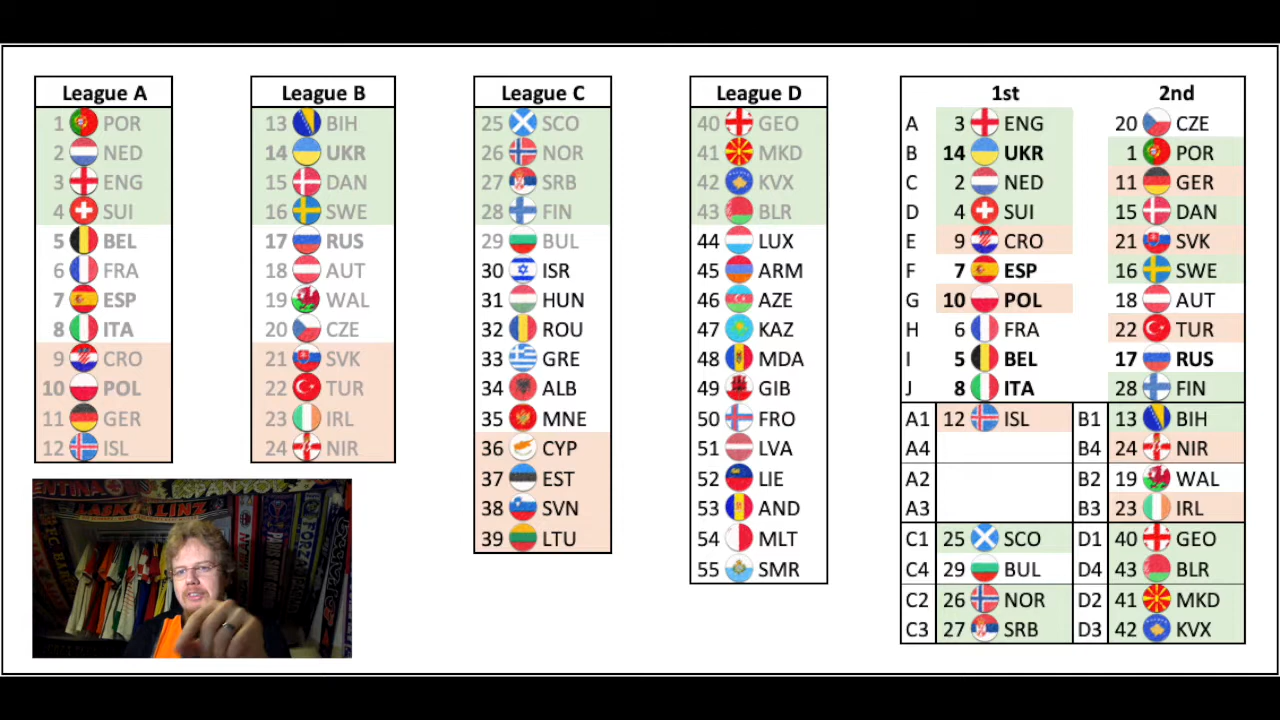 League A
1 POR
2 NED
3 ENG
4 SUI
5 BEL
6 FRA
7 ESP
8 ITA
9 CRO
10 POL
11 GER
12 ISL
League B
13 BIH
14 UKR
15 DAN
16 SWE
17 RUS
18 AUT
19 WAL
20 CZE
21 SVK
22 TUR
23 IRL
24 NIR
League C
25 SCO
26 NOR
27 SRB
28 FIN
29 BUL
30 ISR
31 HUN
32 ROU
33 GRE
34 ALB
35 MNE
36 CYP
37 EST
38 SVN
39 LTU
League D
40 GEO
41 MKD
42 KVX
43 BLR
44 LUX
45 ARM
46 AZE
47 KAZ
48 MDA
49 GIB
50 FRO
51 LVA
52 LIE
53 AND
54 MLT
55 SMR
1st 2nd
A 3 ENG 20 CZE
B 14 UKR 1 POR
C 2 NED 11 GER
D 4 SUI 15 DAN
E 9 CRO 21 SVK
F 7 ESP 16 SWE
G 10 POL 18 AUT
H 6 FRA 22 TUR
I 5 BEL 17 RUS
J 8 ITA 28 FIN
A1 12 ISL B1 13 BIH
A4 B4 24 NIR
A2 B2 19 WAL
A3 B3 23 IRL
C1 25 SCO D1 40 GEO
C4 29 BUL D4 43 BLR
C2 26 NOR D2 41 MKD
C3 27 SRB D3 42 KVX
LASK LINZ